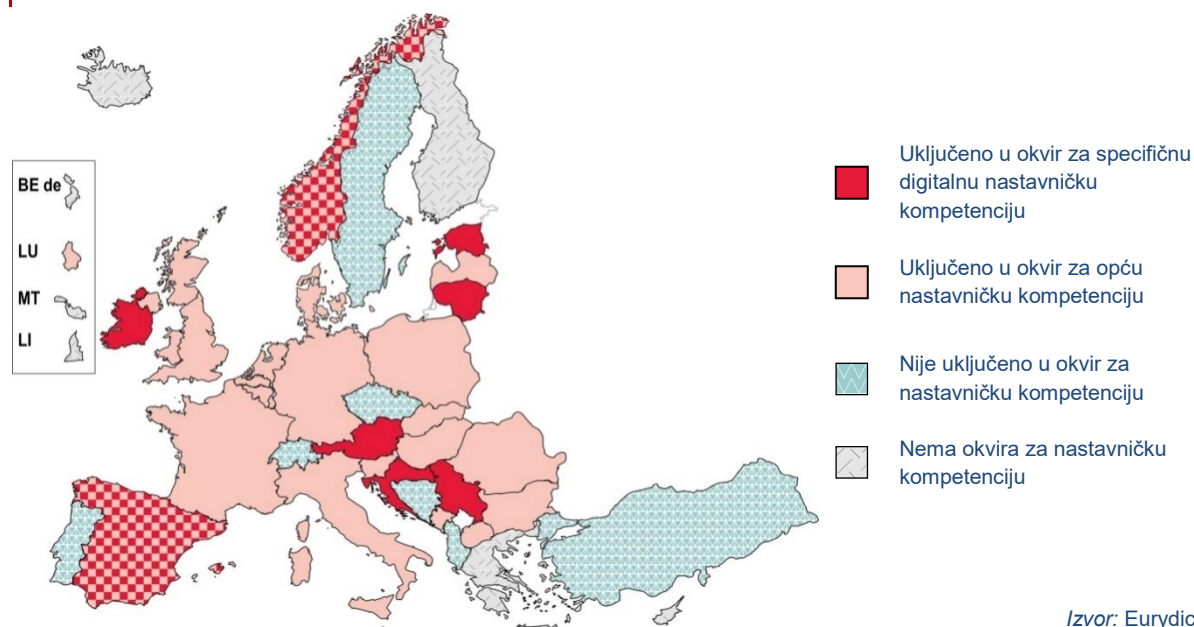 BE de
LU
MT
LI
Uključeno u okvir za specifičnu
digitalnu nastavničku
kompetenciju
Uključeno u okvir za opću
nastavničku kompetenciju
Nije uključeno u okvir za
nastavničku kompetenciju
Nema okvira za nastavničku
kompetenciju
Izvor: Eurydic